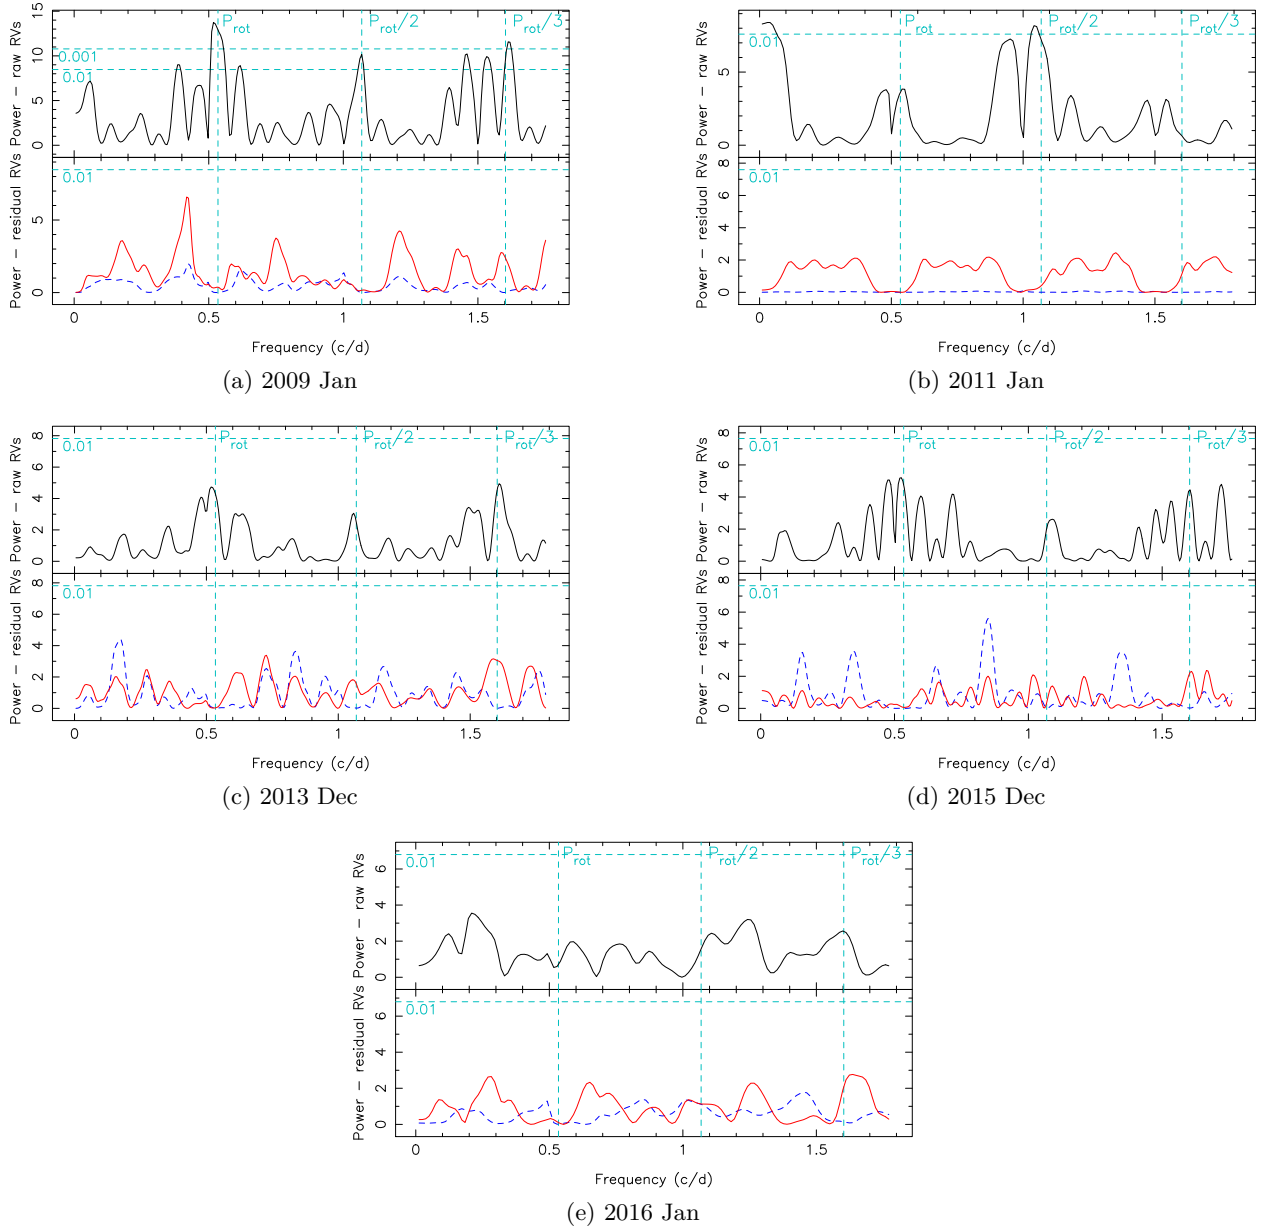 Power – residual RVs Power – raw RVs
15
10
5
0
5
0
0.001
0.01
0.01
P_rot
P_rot/2
P_rot/3
0 0.5 1 1.5
Frequency (c/d)
(a) 2009 Jan
Power – residual RVs Power – raw RVs
5
0
8
6
4
2
0
0.01
0.01
P_rot
P_rot/2
P_rot/3
0 0.5 1 1.5
Frequency (c/d)
(b) 2011 Jan
Power – residual RVs Power – raw RVs
8
6
4
2
0
8
6
4
2
0
0.01
0.01
P_rot
P_rot/2
P_rot/3
0 0.5 1 1.5
Frequency (c/d)
(c) 2013 Dec
Power – residual RVs Power – raw RVs
8
6
4
2
0
8
6
4
2
0
0.01
0.01
P_rot
P_rot/2
P_rot/3
0 0.5 1 1.5
Frequency (c/d)
(d) 2015 Dec
Power – residual RVs Power – raw RVs
6
4
2
0
6
4
2
0
0.01
0.01
P_rot
P_rot/2
P_rot/3
0 0.5 1 1.5
Frequency (c/d)
(e) 2016 Jan